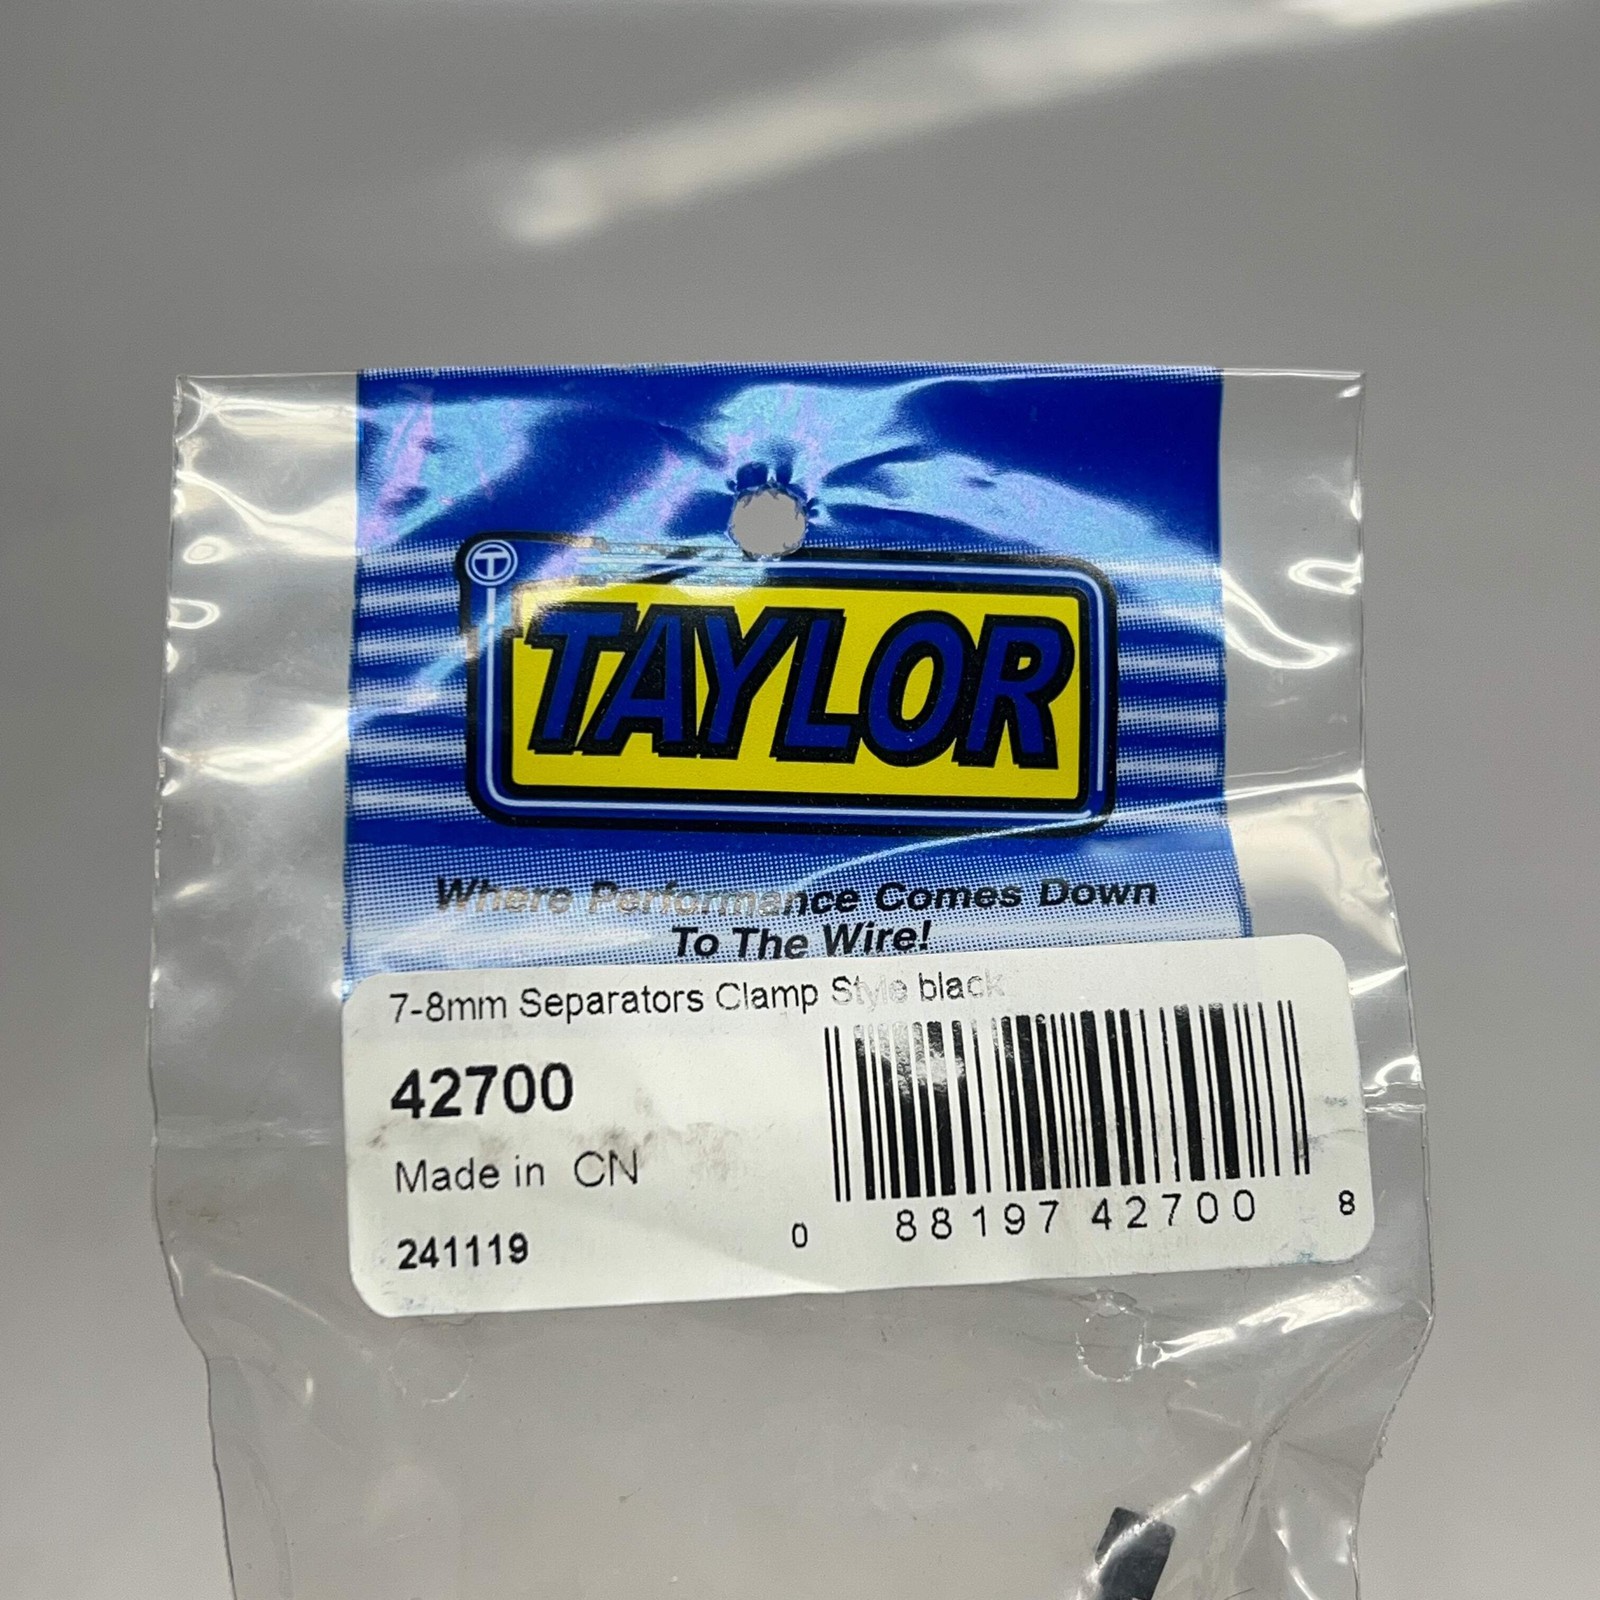 T
TAYLOR
Where Performance Comes Down
To The Wire!
7-8mm Separators Clamp Style black
42700
Made in CN
241119
0 88197 42700 8